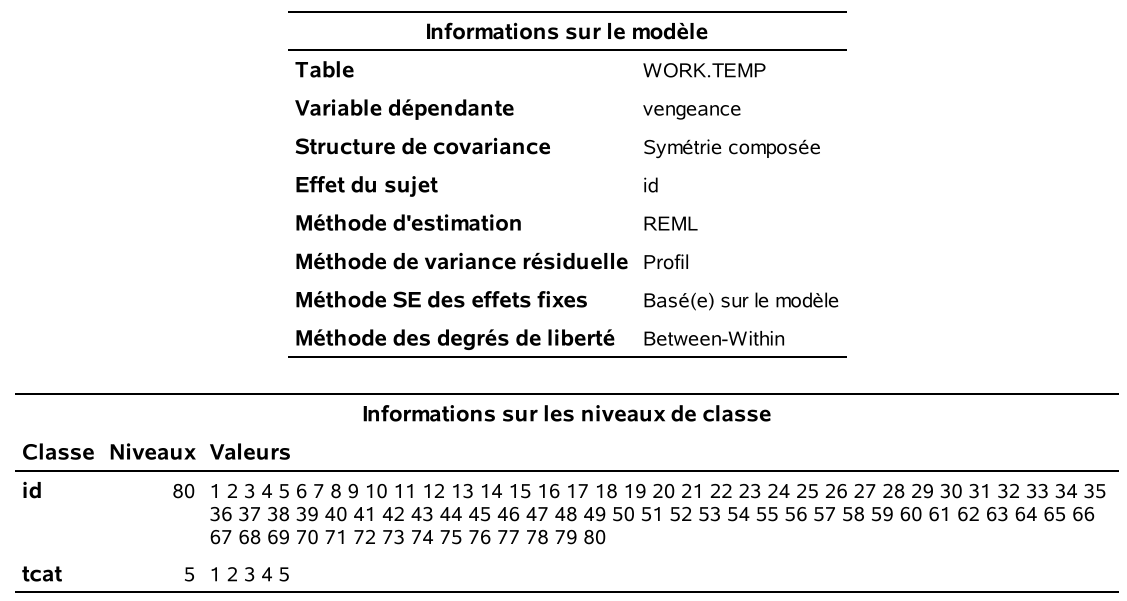 Informations sur le modèle
Table WORK.TEMP
Variable dépendante vengeance
Structure de covariance Symétrie composée
Effet du sujet id
Méthode d'estimation REML
Méthode de variance résiduelle Profil
Méthode SE des effets fixes Basé(e) sur le modèle
Méthode des degrés de liberté Between-Within
Informations sur les niveaux de classe
Classe Niveaux Valeurs
id 80 1 2 3 4 5 6 7 8 9 10 11 12 13 14 15 16 17 18 19 20 21 22 23 24 25 26 27 28 29 30 31 32 33 34 35
36 37 38 39 40 41 42 43 44 45 46 47 48 49 50 51 52 53 54 55 56 57 58 59 60 61 62 63 64 65 66
67 68 69 70 71 72 73 74 75 76 77 78 79 80
tcat 5 1 2 3 4 5